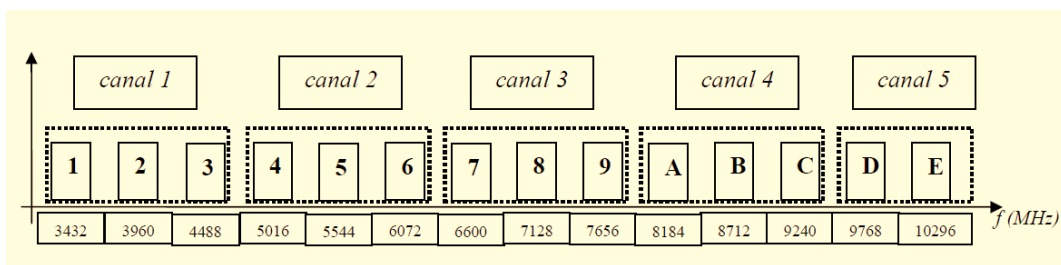 canal 1 canal 2 canal 3 canal 4 canal 5
1 2 3 4 5 6 7 8 9 A B C D E
f (MHz)
3432 3960 4488 5016 5544 6072 6600 7128 7656 8184 8712 9240 9768 10296